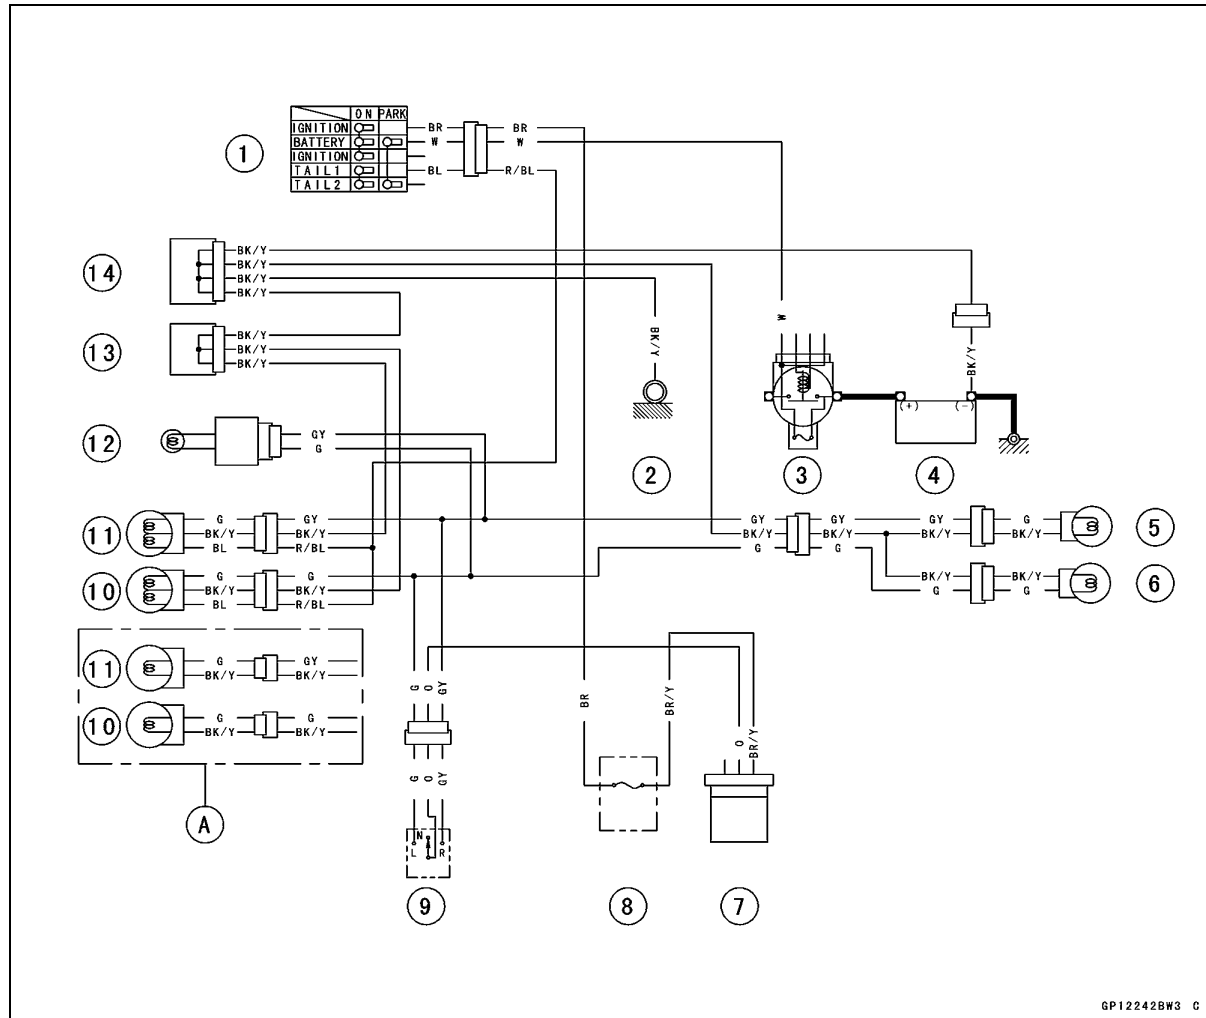 ON PARK
IGNITION
BATTERY
IGNITION
TAIL1
TAIL2
BR BR
W W
BL R/BL
1
14
BK/Y
BK/Y
BK/Y
BK/Y
13
BK/Y
BK/Y
BK/Y
12
GY
G
BK/Y
2
W
3
(+) (-)
4
BK/Y
11
G GY
BK/Y BK/Y
BL R/BL
10
G G
BK/Y BK/Y
BL R/BL
GY GY GY G
BK/Y BK/Y BK/Y BK/Y
G G
5
BK/Y BK/Y
G G
6
11
G GY
BK/Y BK/Y
10
G G
BK/Y BK/Y
A
G O GY
G O GY
N
L R
9
BR
BR/Y
8
O
BR/Y
7
GP12242BW3 C